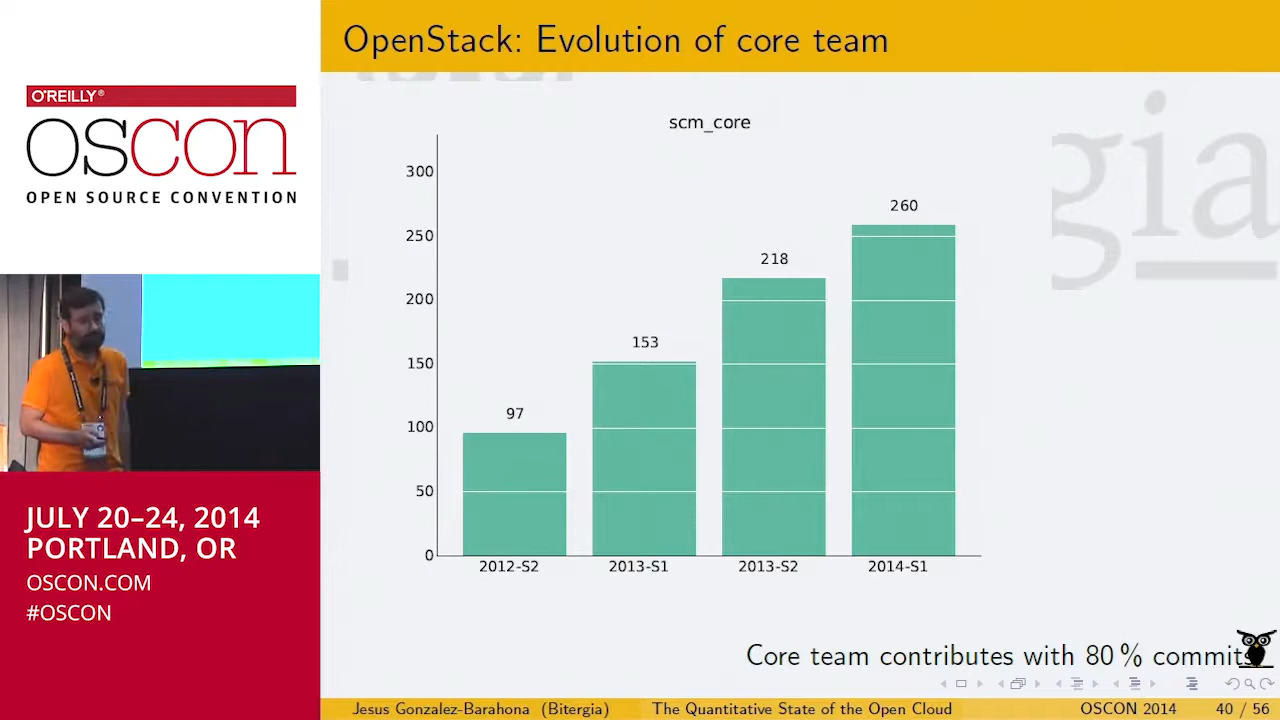 OpenStack: Evolution of core team
O'REILLY®
OSCON
OPEN SOURCE CONVENTION
scm_core
300
250
200
150
100
50
0
97
153
218
260
2012-S2
2013-S1
2013-S2
2014-S1
gia
Core team contributes with 80% commits
JULY 20–24, 2014
PORTLAND, OR
OSCON.COM
#OSCON
Jesus Gonzalez-Barahona (Bitergia)
The Quantitative State of the Open Cloud
OSCON 2014
40 / 56